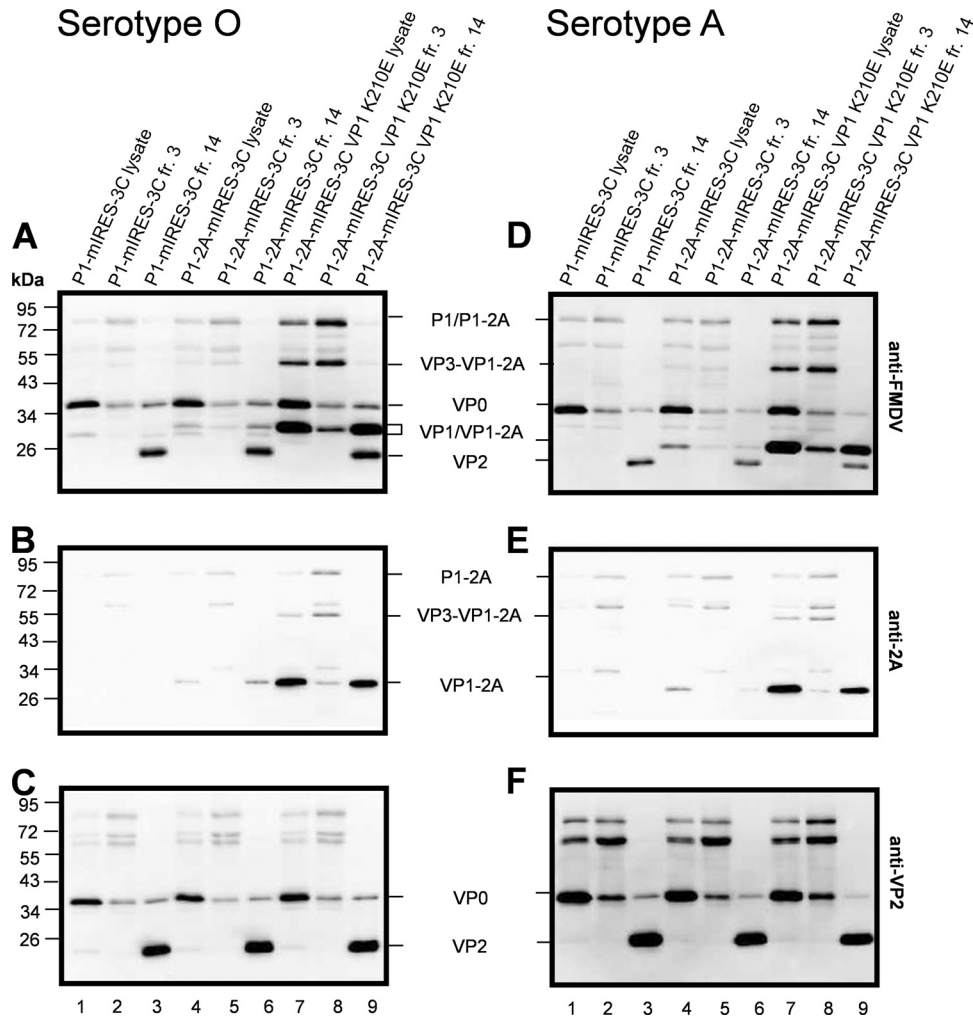 Serotype O
Serotype A
P1-mIRES-3C lysate
P1-mIRES-3C fr. 3
P1-mIRES-3C fr. 14
P1-2A-mIRES-3C lysate
P1-2A-mIRES-3C fr. 3
P1-2A-mIRES-3C fr. 14
P1-2A-mIRES-3C VP1 K210E lysate
P1-2A-mIRES-3C VP1 K210E fr. 3
P1-2A-mIRES-3C VP1 K210E fr. 14
P1-mIRES-3C lysate
P1-mIRES-3C fr. 3
P1-mIRES-3C fr. 14
P1-2A-mIRES-3C lysate
P1-2A-mIRES-3C fr. 3
P1-2A-mIRES-3C fr. 14
P1-2A-mIRES-3C VP1 K210E lysate
P1-2A-mIRES-3C VP1 K210E fr. 3
P1-2A-mIRES-3C VP1 K210E fr. 14
A
kDa
95
72
55
43
34
26
P1/P1-2A
VP3-VP1-2A
VP0
VP1/VP1-2A
VP2
D
anti-FMDV
B
95
72
55
43
34
26
P1-2A
VP3-VP1-2A
VP1-2A
E
anti-2A
C
95
72
55
43
34
26
VP0
VP2
F
anti-VP2
1 2 3 4 5 6 7 8 9
1 2 3 4 5 6 7 8 9